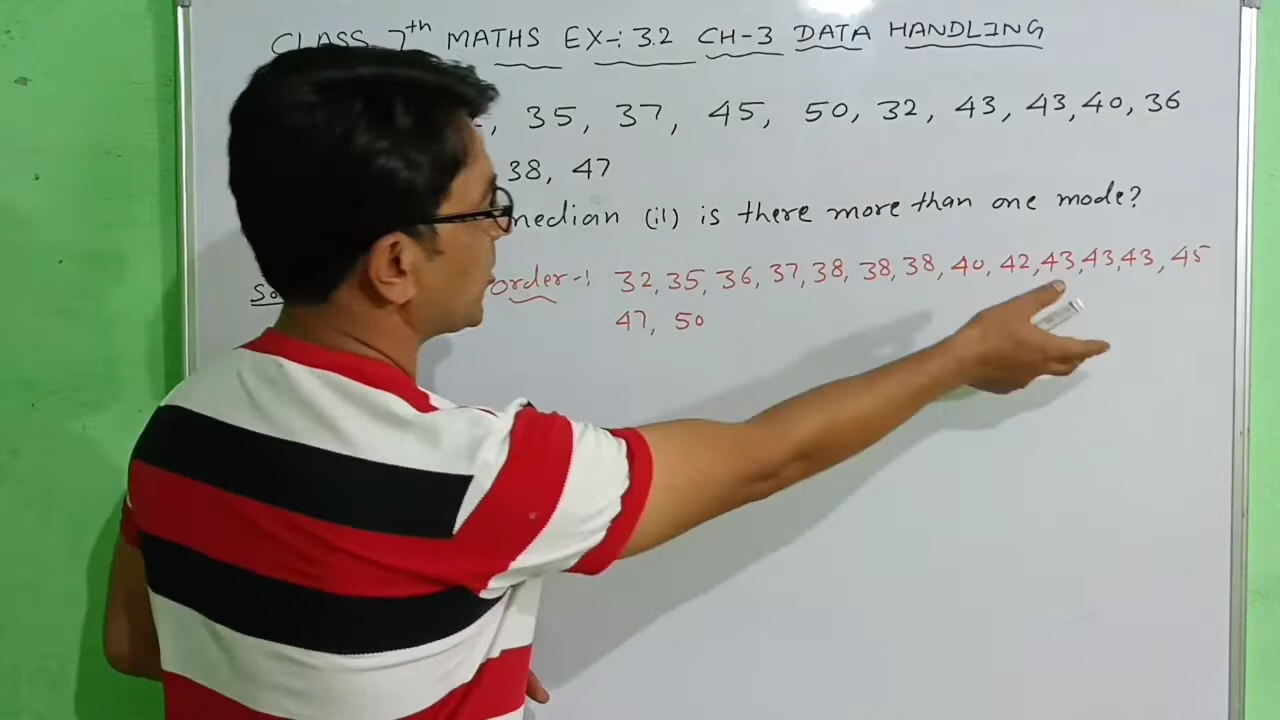 CLASS 7th MATHS EX-: 3.2 CH-3 DATA HANDLING
, 35, 37, 45, 50, 32, 43, 43, 40, 36
38, 47
median (ii) is there more than one mode?
order-: 32, 35, 36, 37, 38, 38, 38, 40, 42, 43, 43, 43, 45
47, 50